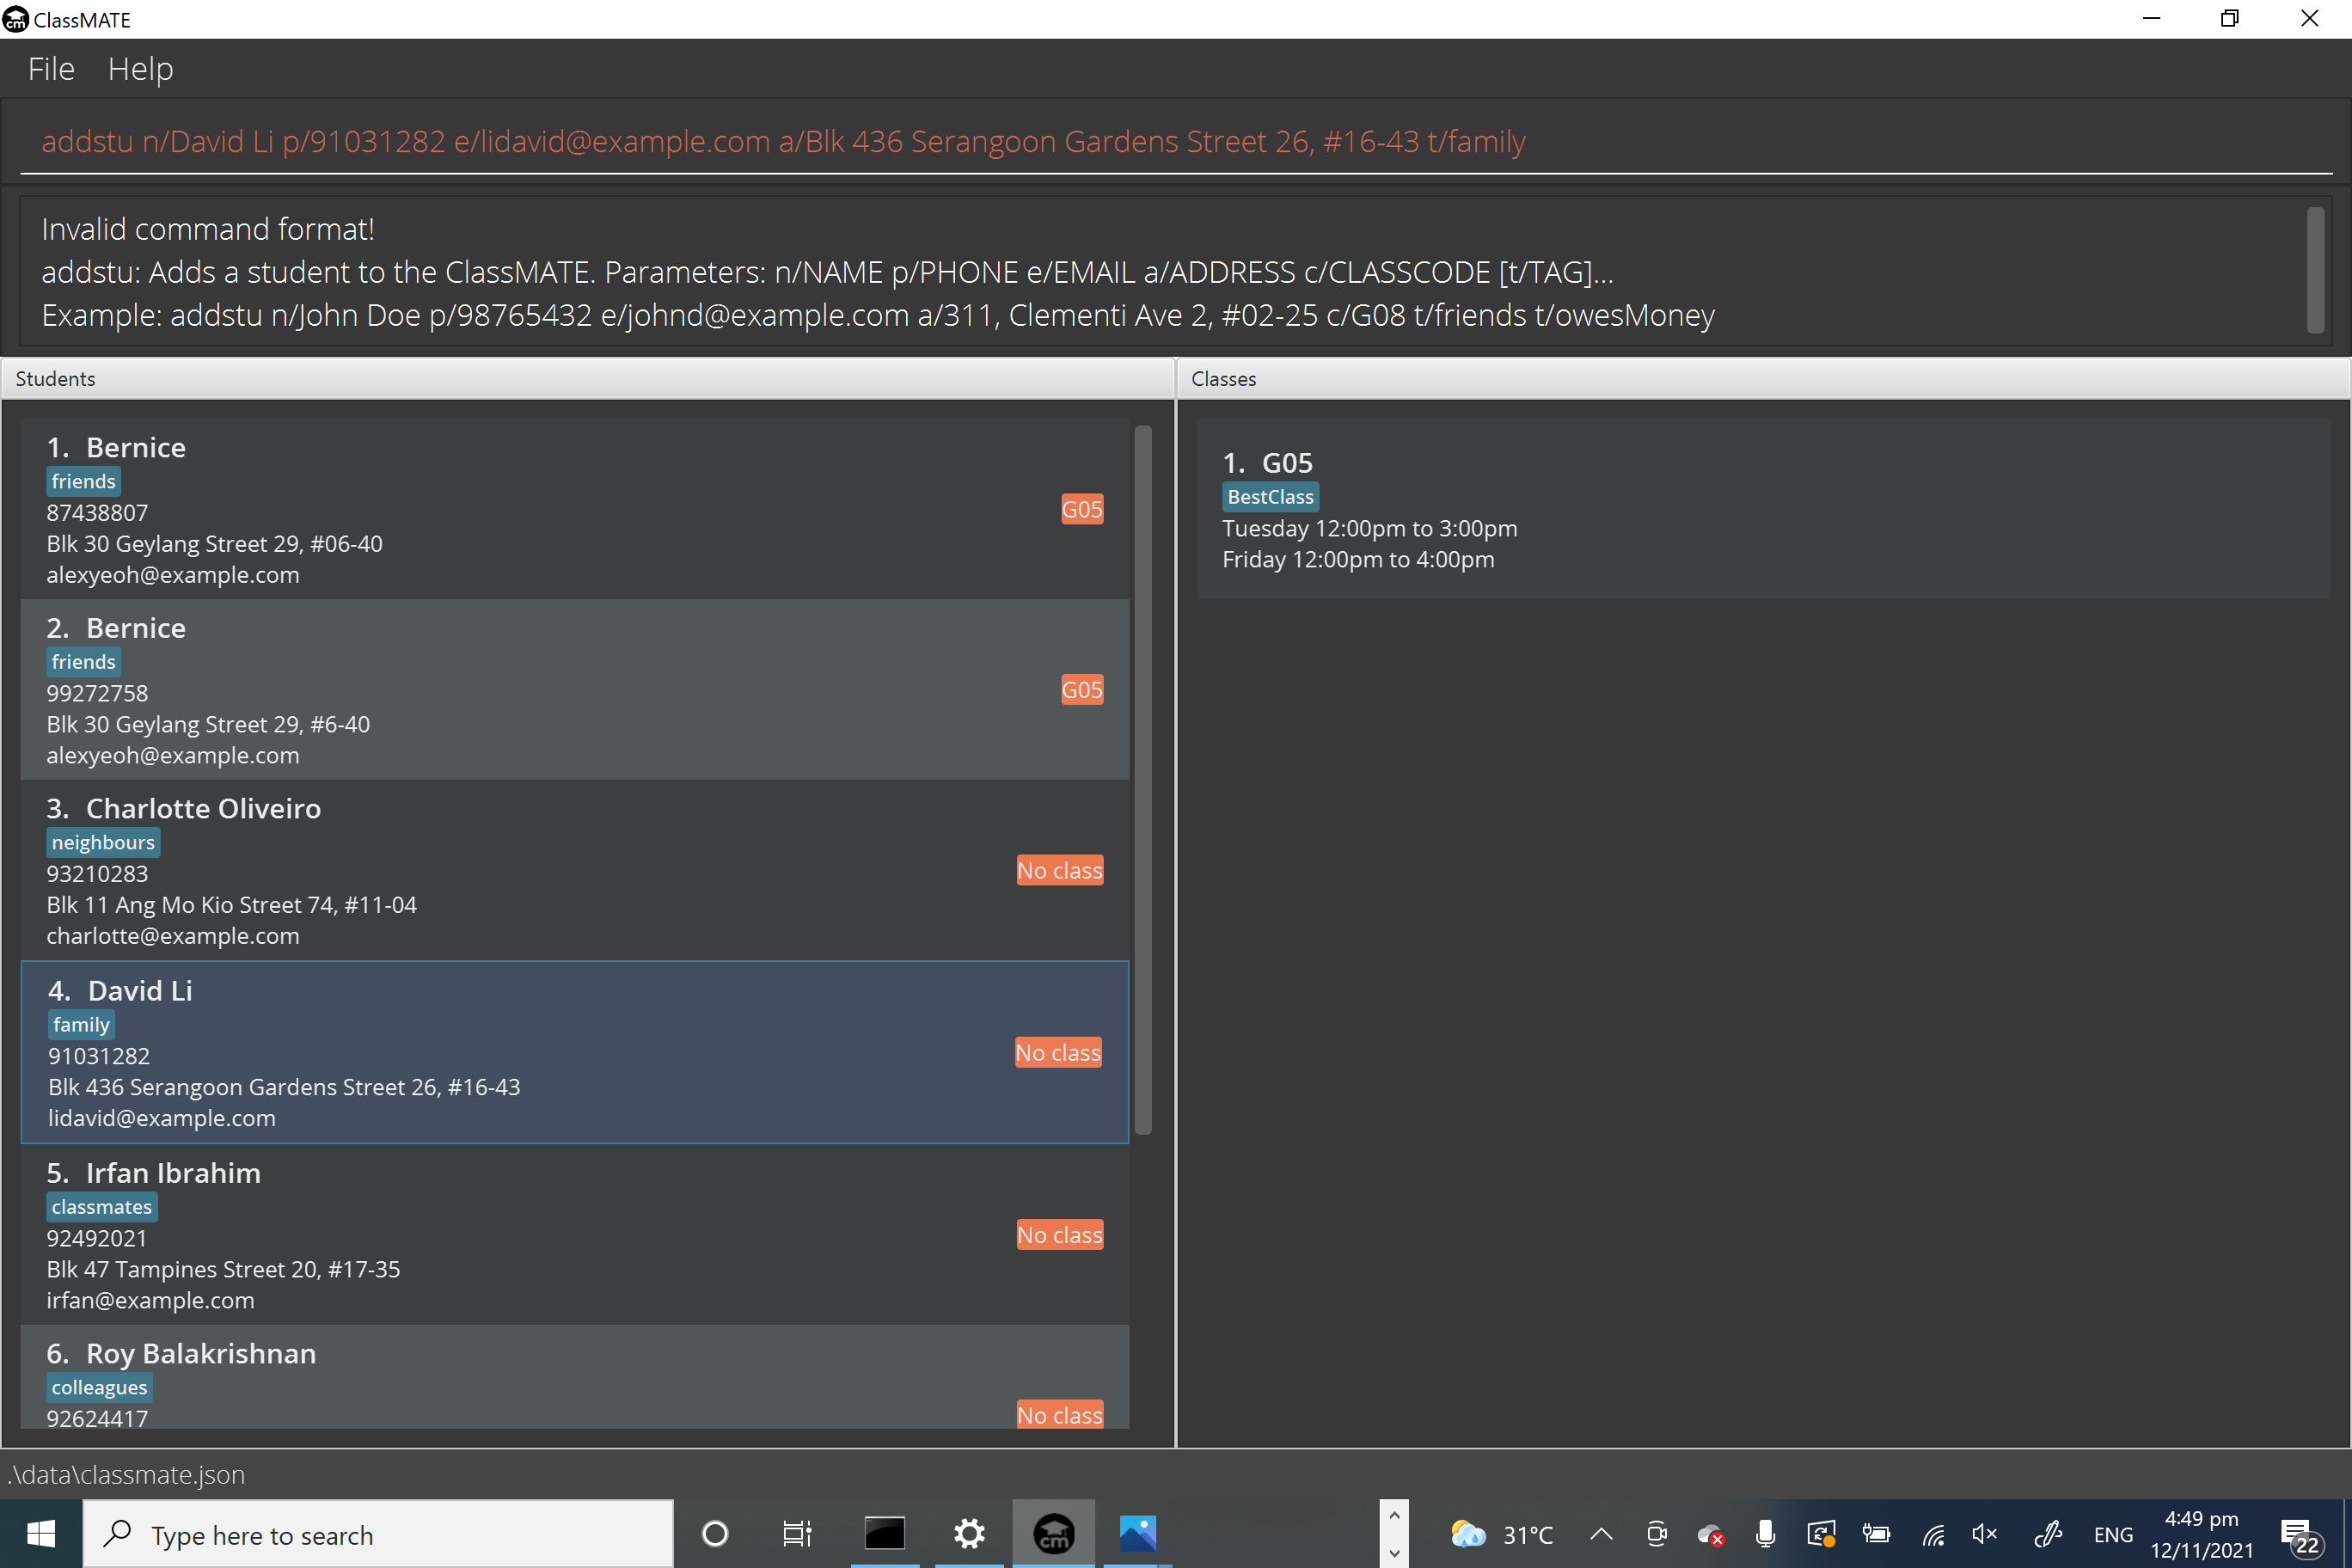 ClassMATE
File Help
addstu n/David Li p/91031282 e/lidavid@example.com a/Blk 436 Serangoon Gardens Street 26, #16-43 t/family
Invalid command format!
addstu: Adds a student to the ClassMATE. Parameters: n/NAME p/PHONE e/EMAIL a/ADDRESS c/CLASSCODE [t/TAG]...
Example: addstu n/John Doe p/98765432 e/johnd@example.com a/311, Clementi Ave 2, #02-25 c/G08 t/friends t/owesMoney
Students
1. Bernice
friends
87438807
G05
Blk 30 Geylang Street 29, #06-40
alexyeoh@example.com
2. Bernice
friends
99272758
G05
Blk 30 Geylang Street 29, #6-40
alexyeoh@example.com
3. Charlotte Oliveiro
neighbours
93210283
No class
Blk 11 Ang Mo Kio Street 74, #11-04
charlotte@example.com
4. David Li
family
91031282
No class
Blk 436 Serangoon Gardens Street 26, #16-43
lidavid@example.com
5. Irfan Ibrahim
classmates
92492021
No class
Blk 47 Tampines Street 20, #17-35
irfan@example.com
6. Roy Balakrishnan
colleagues
92624417
No class
Classes
1. G05
BestClass
Tuesday 12:00pm to 3:00pm
Friday 12:00pm to 4:00pm
.\data\classmate.json
Type here to search
cm
31°C
ENG
4:49 pm
12/11/2021
22